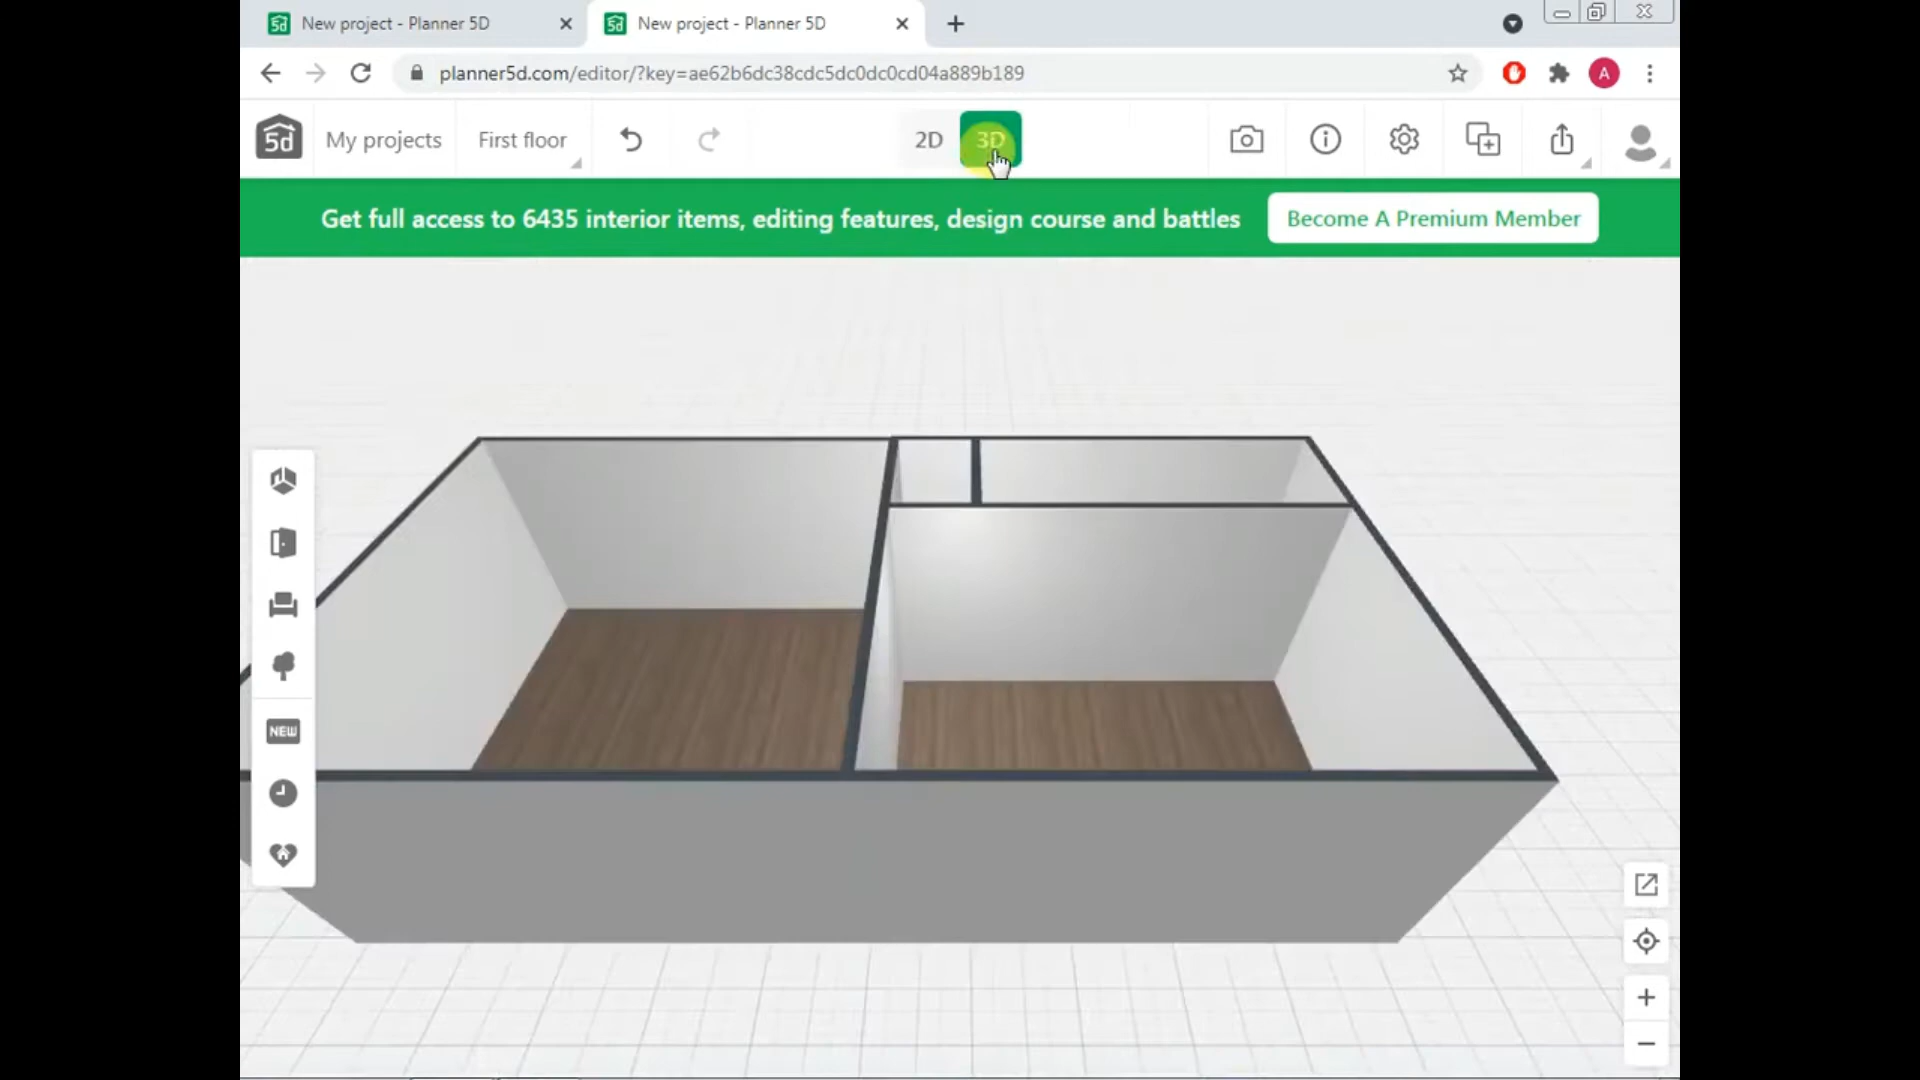 New project - Planner 5D
New project - Planner 5D
planner5d.com/editor/?key=ae62b6dc38cdc5dc0dc0cd04a889b189
A
5d
My projects
First floor
2D
3D
Get full access to 6435 interior items, editing features, design course and battles
Become A Premium Member
NEW